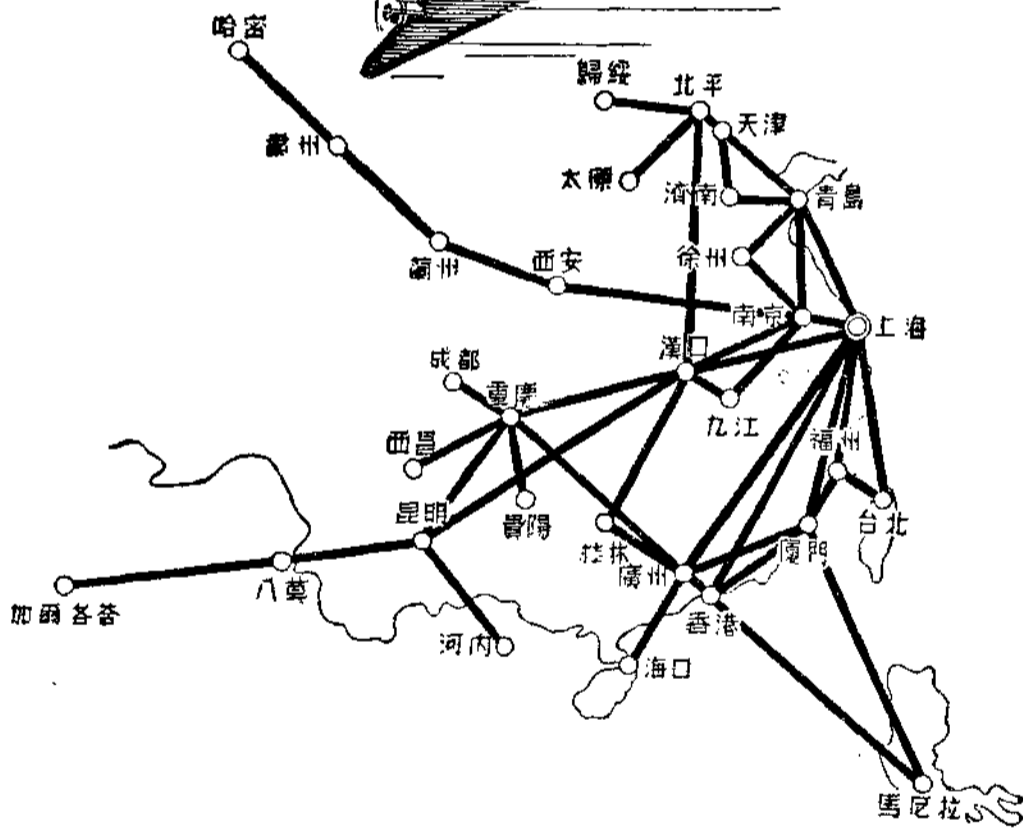 哈密
歸綏
北平
天津
肅州
太原
濟南
青島
蘭州
西安
徐州
南京
上海
漢口
成都
重慶
九江
西昌
福州
昆明
貴陽
桂林
廣州
廈門
台北
八莫
加爾各答
香港
河内
海口
馬尼拉